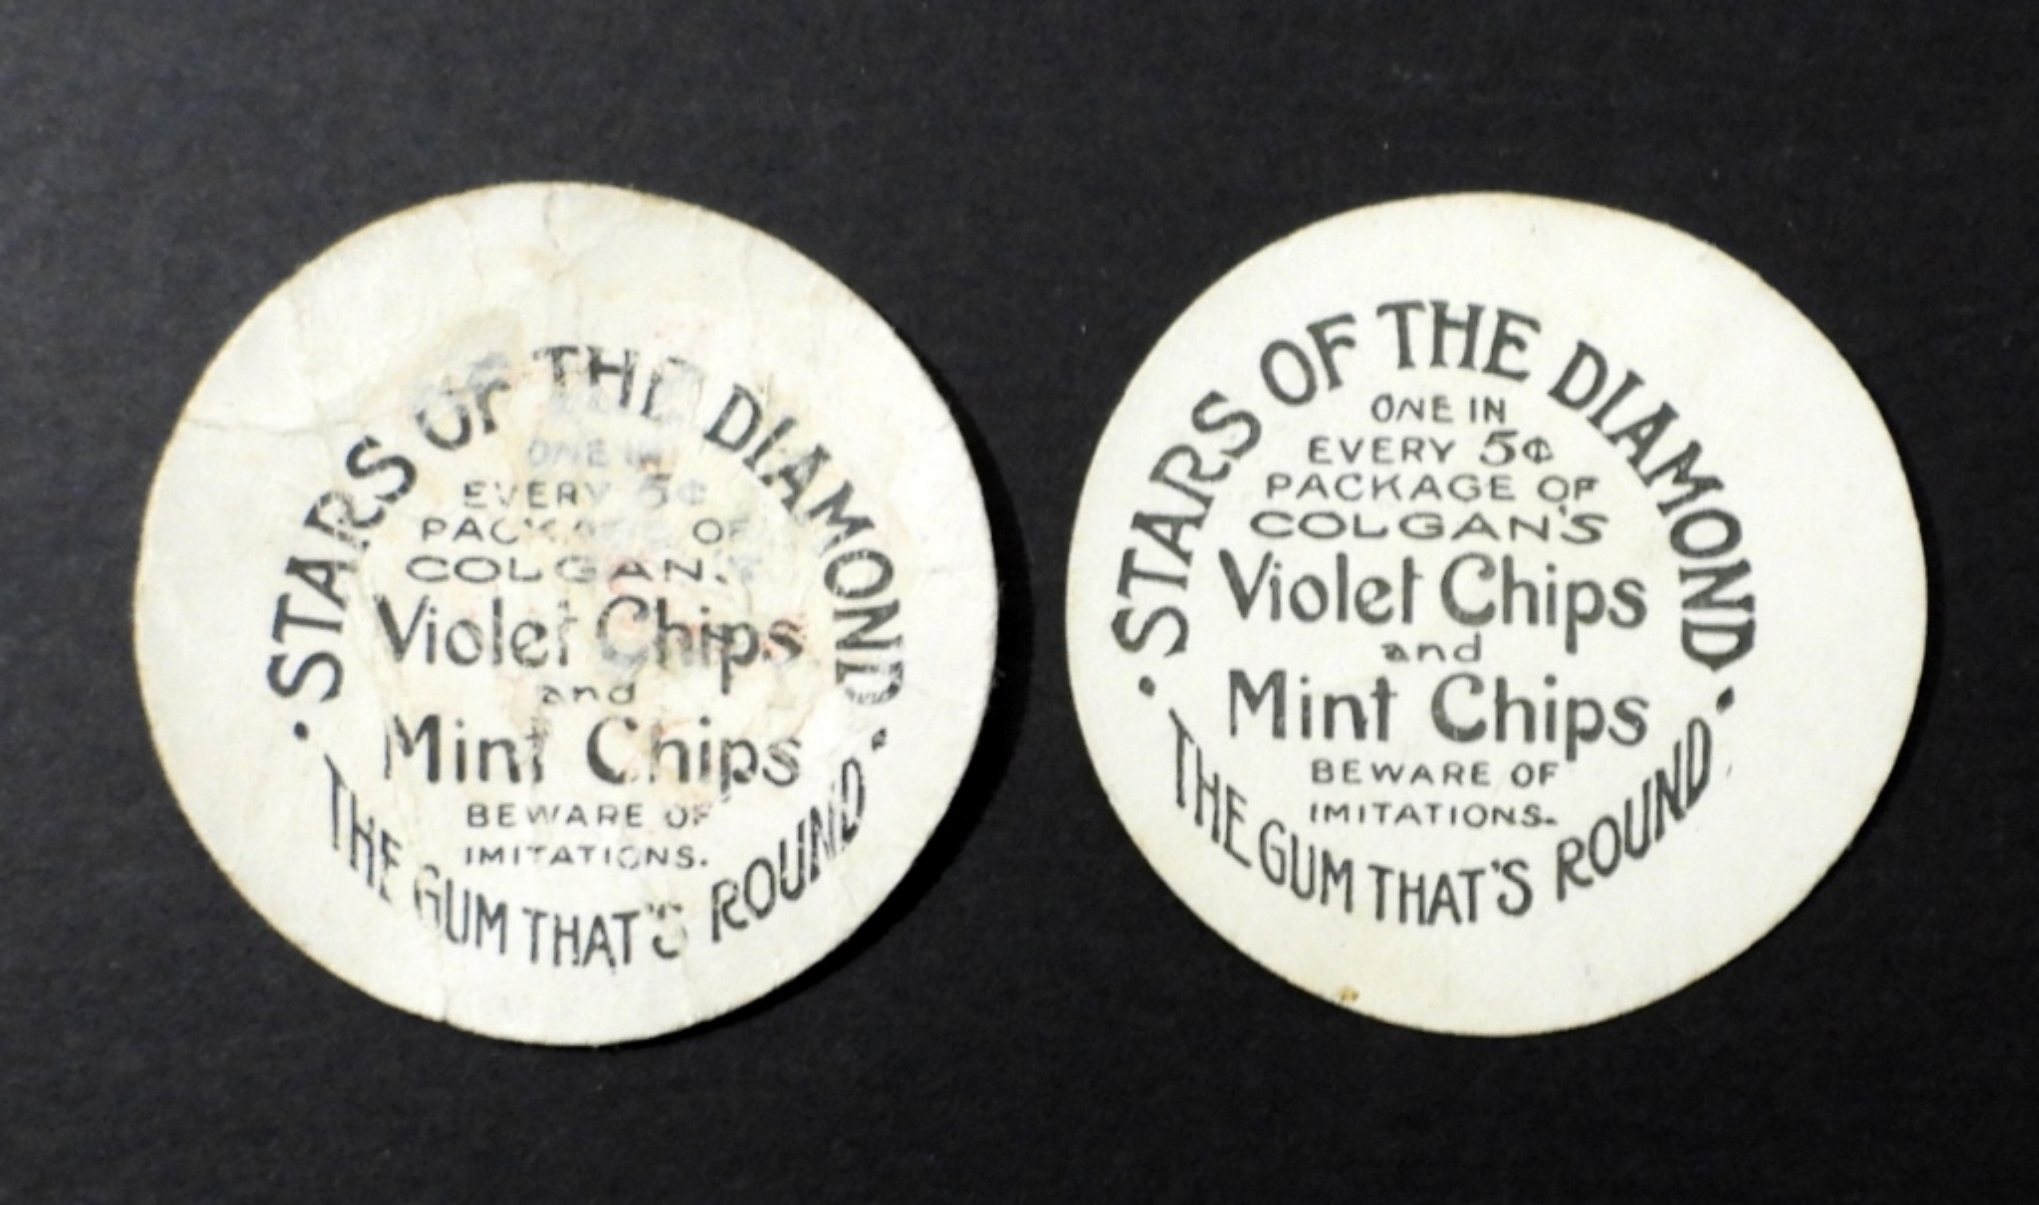 STARS OF THE DIAMOND
ONE IN
EVERY 5¢
PACKAGE OF
COLGAN'S
Violet Chips
and
Mint Chips
BEWARE OF
IMITATIONS.
THE GUM THAT'S ROUND
STARS OF THE DIAMOND
ONE IN
EVERY 5¢
PACKAGE OF
COLGAN'S
Violet Chips
and
Mint Chips
BEWARE OF
IMITATIONS.
THE GUM THAT'S ROUND